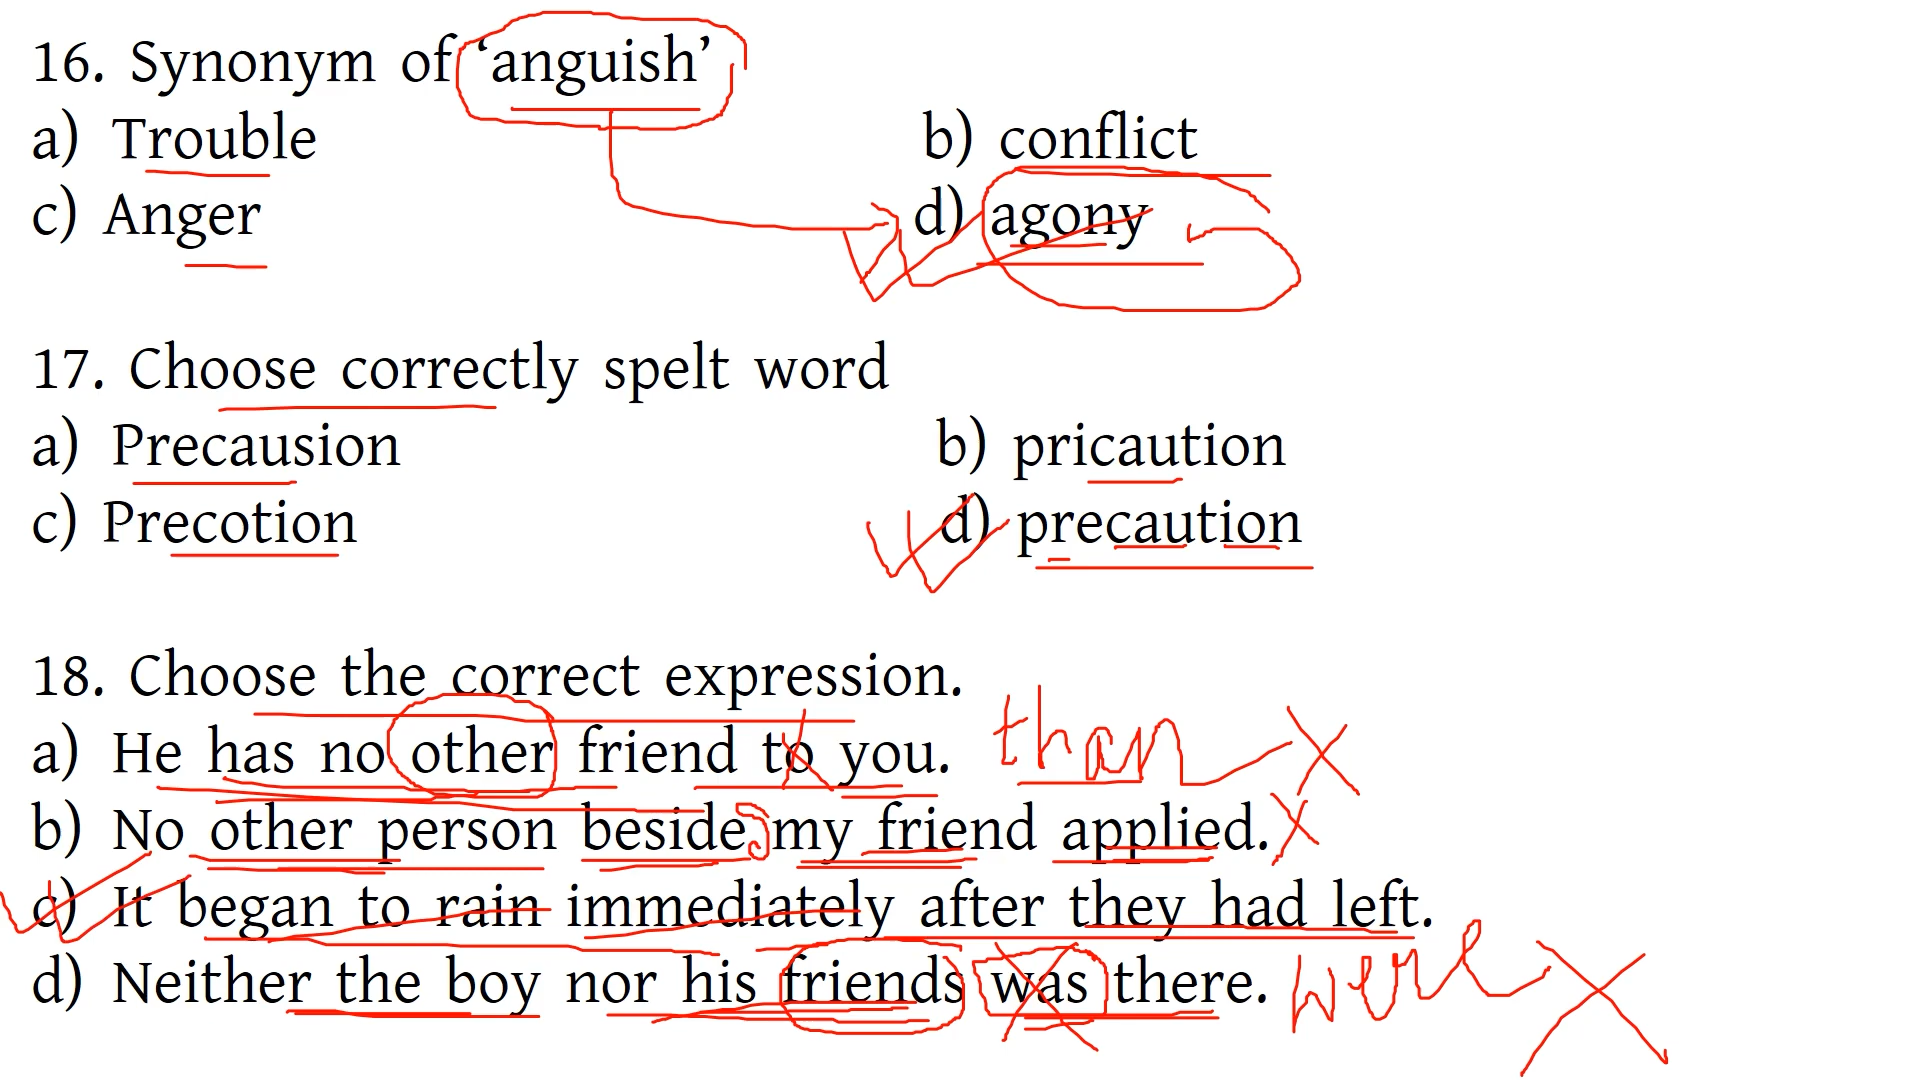 16. Synonym of ‘anguish’
a) Trouble b) conflict
c) Anger d) agony
17. Choose correctly spelt word
a) Precausion b) pricaution
c) Precotion d) precaution
18. Choose the correct expression.
a) He has no other friend to you. than
b) No other person beside my friend applied.
c) It began to rain immediately after they had left.
d) Neither the boy nor his friends was there. were